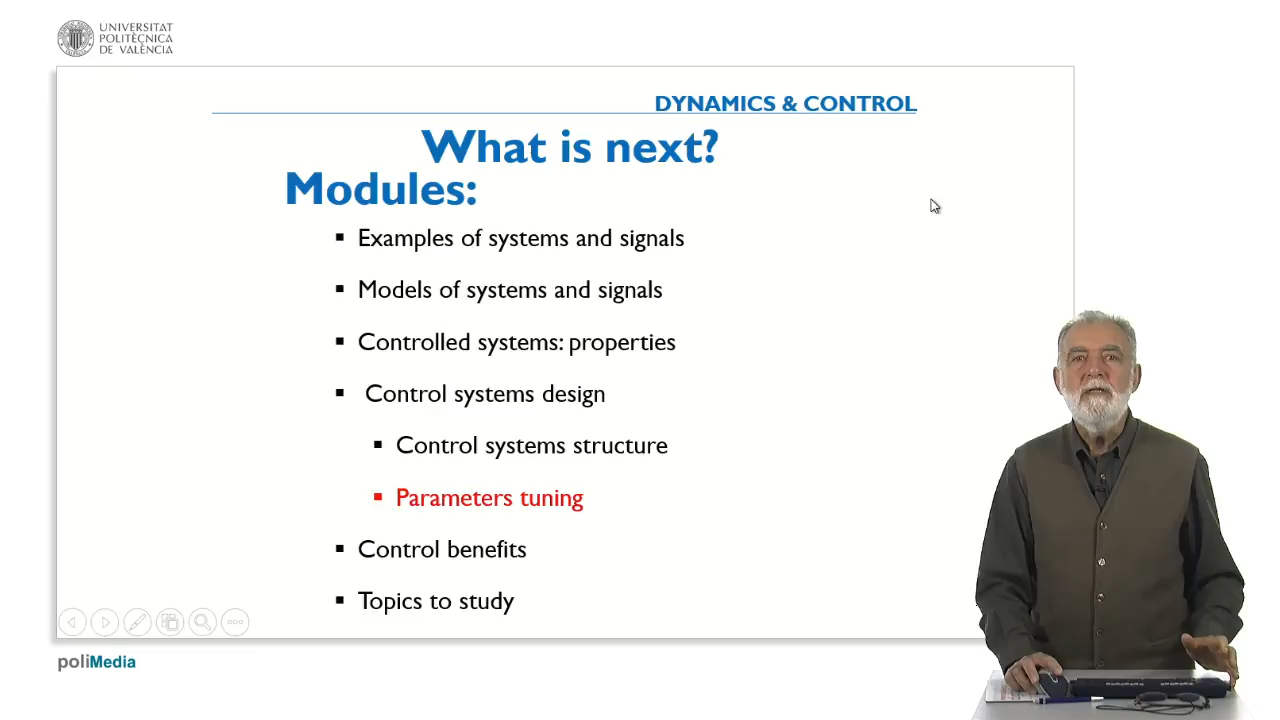 UNIVERSITAT
POLITÈCNICA
DE VALÈNCIA
DYNAMICS & CONTROL
What is next?
Modules:
Examples of systems and signals
Models of systems and signals
Controlled systems: properties
Control systems design
Control systems structure
Parameters tuning
Control benefits
Topics to study
poliMedia